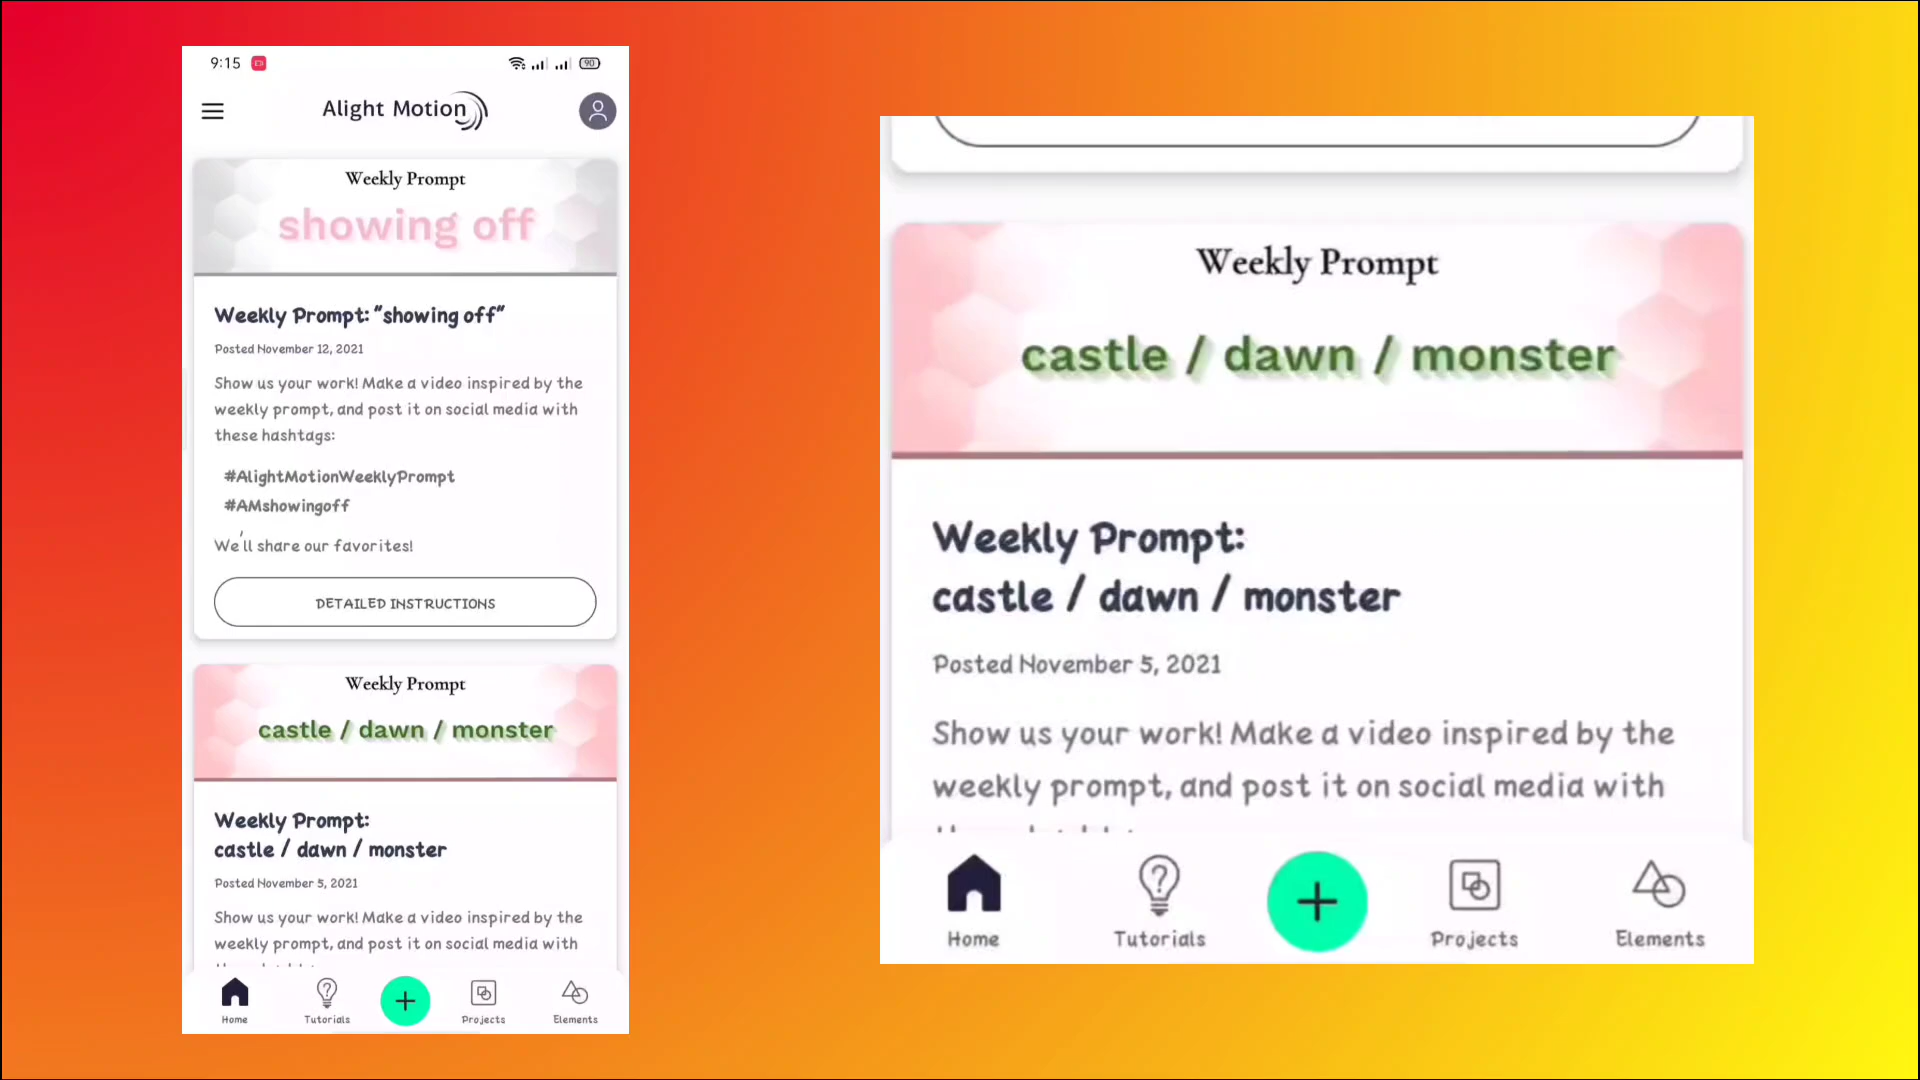 9:15
90
Alight Motion
Weekly Prompt
showing off
Weekly Prompt: "showing off"
Posted November 12, 2021
Show us your work! Make a video inspired by the
weekly prompt, and post it on social media with
these hashtags:
#AlightMotionWeeklyPrompt
#AMshowingoff
We'll share our favorites!
DETAILED INSTRUCTIONS
Weekly Prompt
castle / dawn / monster
Weekly Prompt:
castle / dawn / monster
Posted November 5, 2021
Show us your work! Make a video inspired by the
weekly prompt, and post it on social media with
Home
Tutorials
Projects
Elements
Weekly Prompt
castle / dawn / monster
Weekly Prompt:
castle / dawn / monster
Posted November 5, 2021
Show us your work! Make a video inspired by the
weekly prompt, and post it on social media with
Home
Tutorials
Projects
Elements